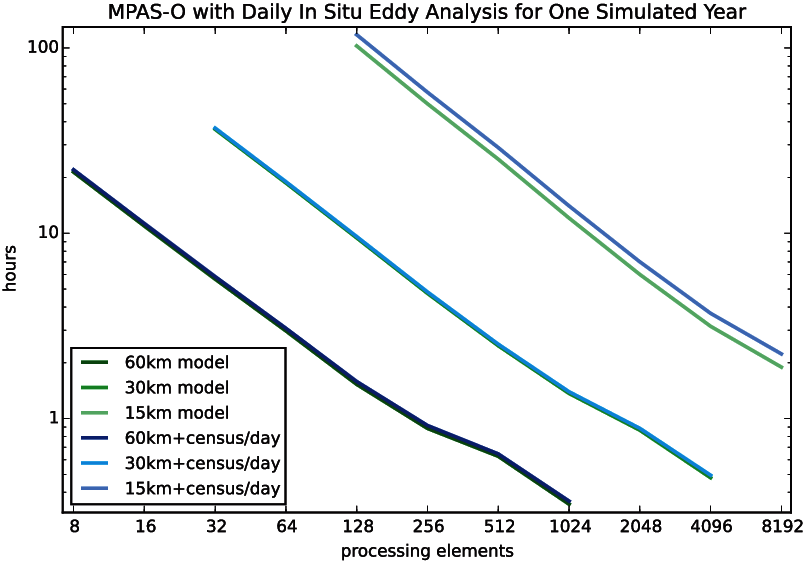 MPAS-O with Daily In Situ Eddy Analysis for One Simulated Year
100
10
1
hours
60km model
30km model
15km model
60km+census/day
30km+census/day
15km+census/day
8 16 32 64 128 256 512 1024 2048 4096 8192
processing elements